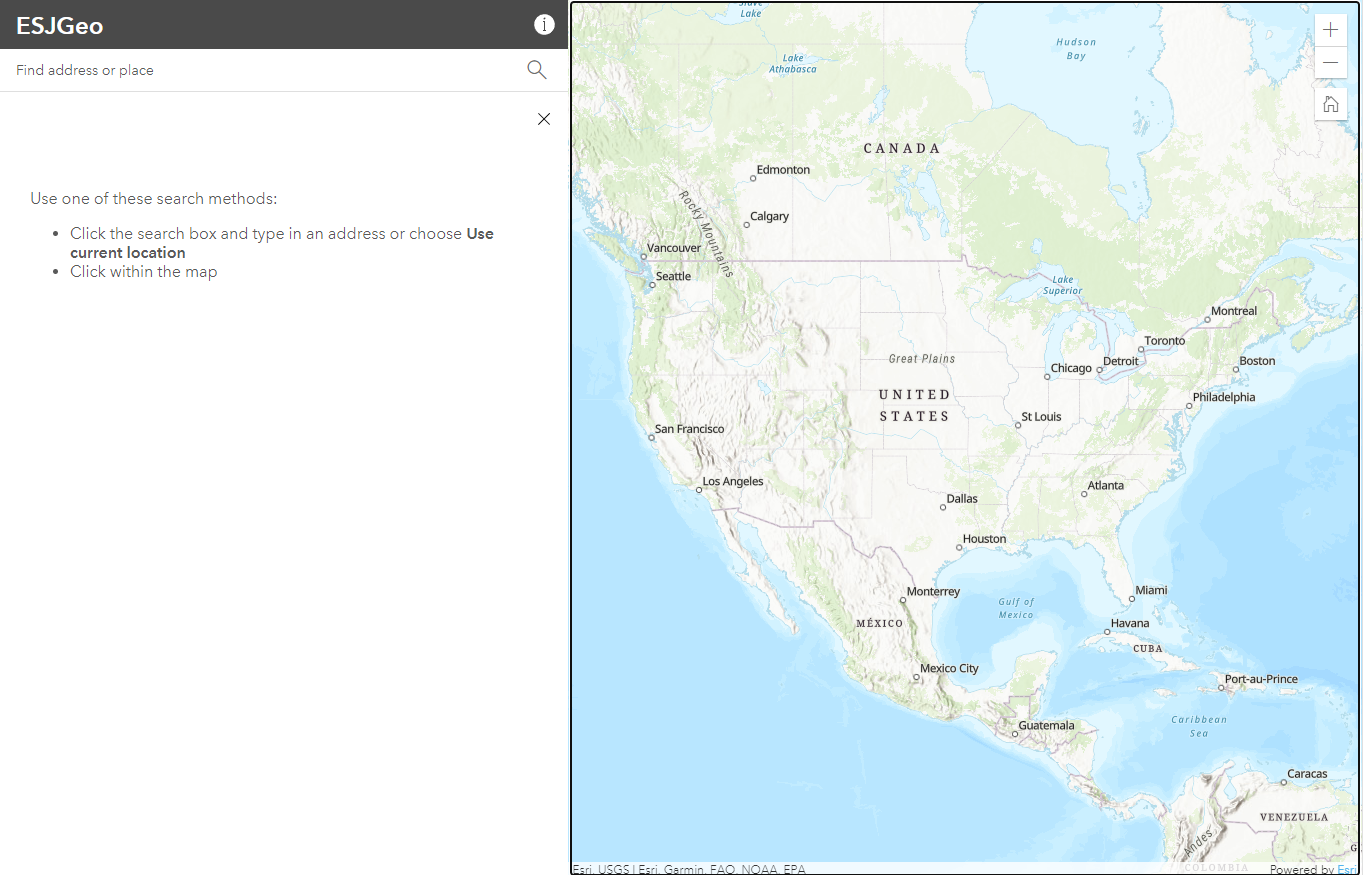 ESJGeo
i
Find address or place
Use one of these search methods:
• Click the search box and type in an address or choose Use
current location
• Click within the map
Slave
Lake
Hudson
Bay
Lake
Athabasca
CANADA
Edmonton
Rocky Mountains
Calgary
Vancouver
Seattle
Lake
Superior
Montreal
Toronto
Great Plains
Detroit
Boston
Chicago
UNITED
STATES
Philadelphia
St Louis
San Francisco
Los Angeles
Atlanta
Dallas
Houston
Monterrey
Miami
Gulf of
Mexico
MÉXICO
Havana
CUBA
Mexico City
Port-au-Prince
Guatemala
Caribbean
Sea
Caracas
VENEZUELA
Andes
G
COLOMBIA
Esri, USGS | Esri, Garmin, FAO, NOAA, EPA
Powered by Esri